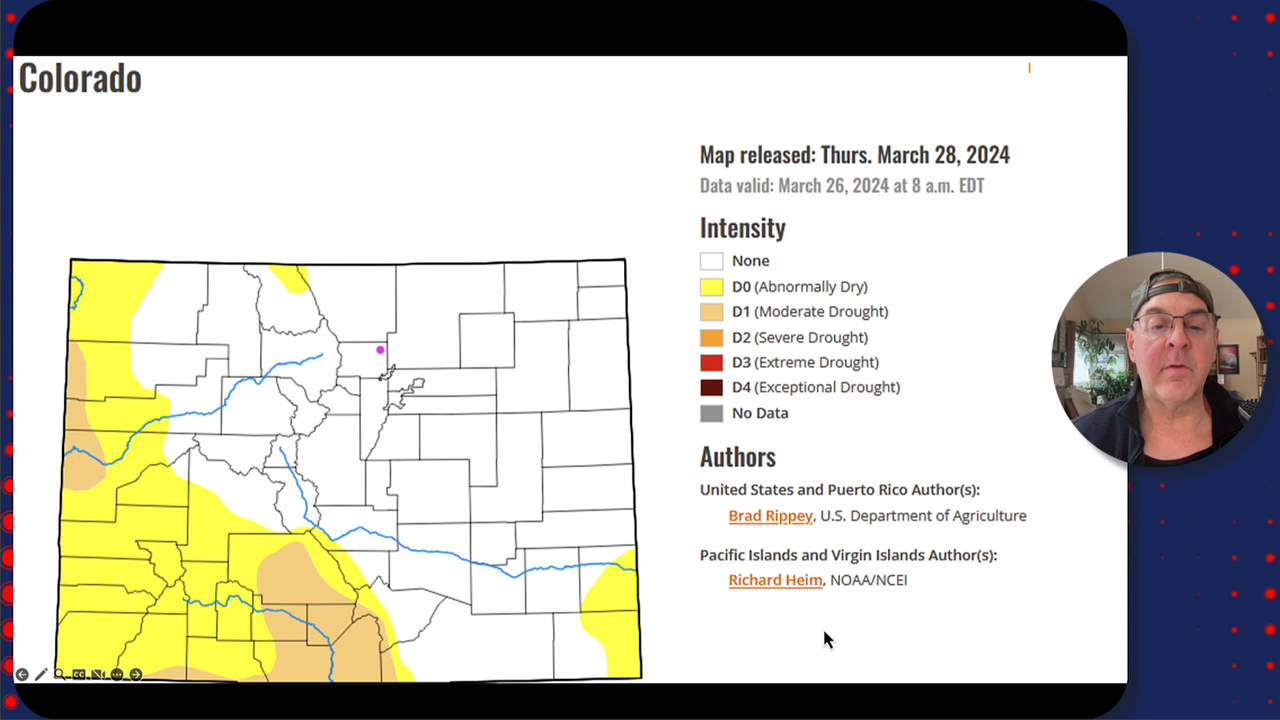 Colorado
Map released: Thurs. March 28, 2024
Data valid: March 26, 2024 at 8 a.m. EDT
Intensity
None
D0 (Abnormally Dry)
D1 (Moderate Drought)
D2 (Severe Drought)
D3 (Extreme Drought)
D4 (Exceptional Drought)
No Data
Authors
United States and Puerto Rico Author(s):
Brad Rippey, U.S. Department of Agriculture
Pacific Islands and Virgin Islands Author(s):
Richard Heim, NOAA/NCEI